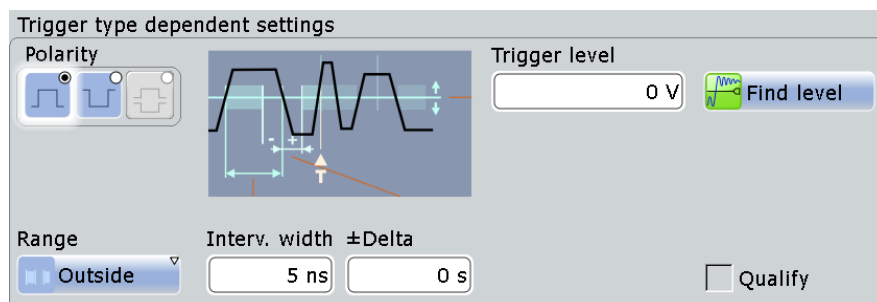 Trigger type dependent settings
Polarity
Trigger level
0 V
Find level
- +
T
Range
Interv. width
±Delta
Outside
5 ns
0 s
Qualify